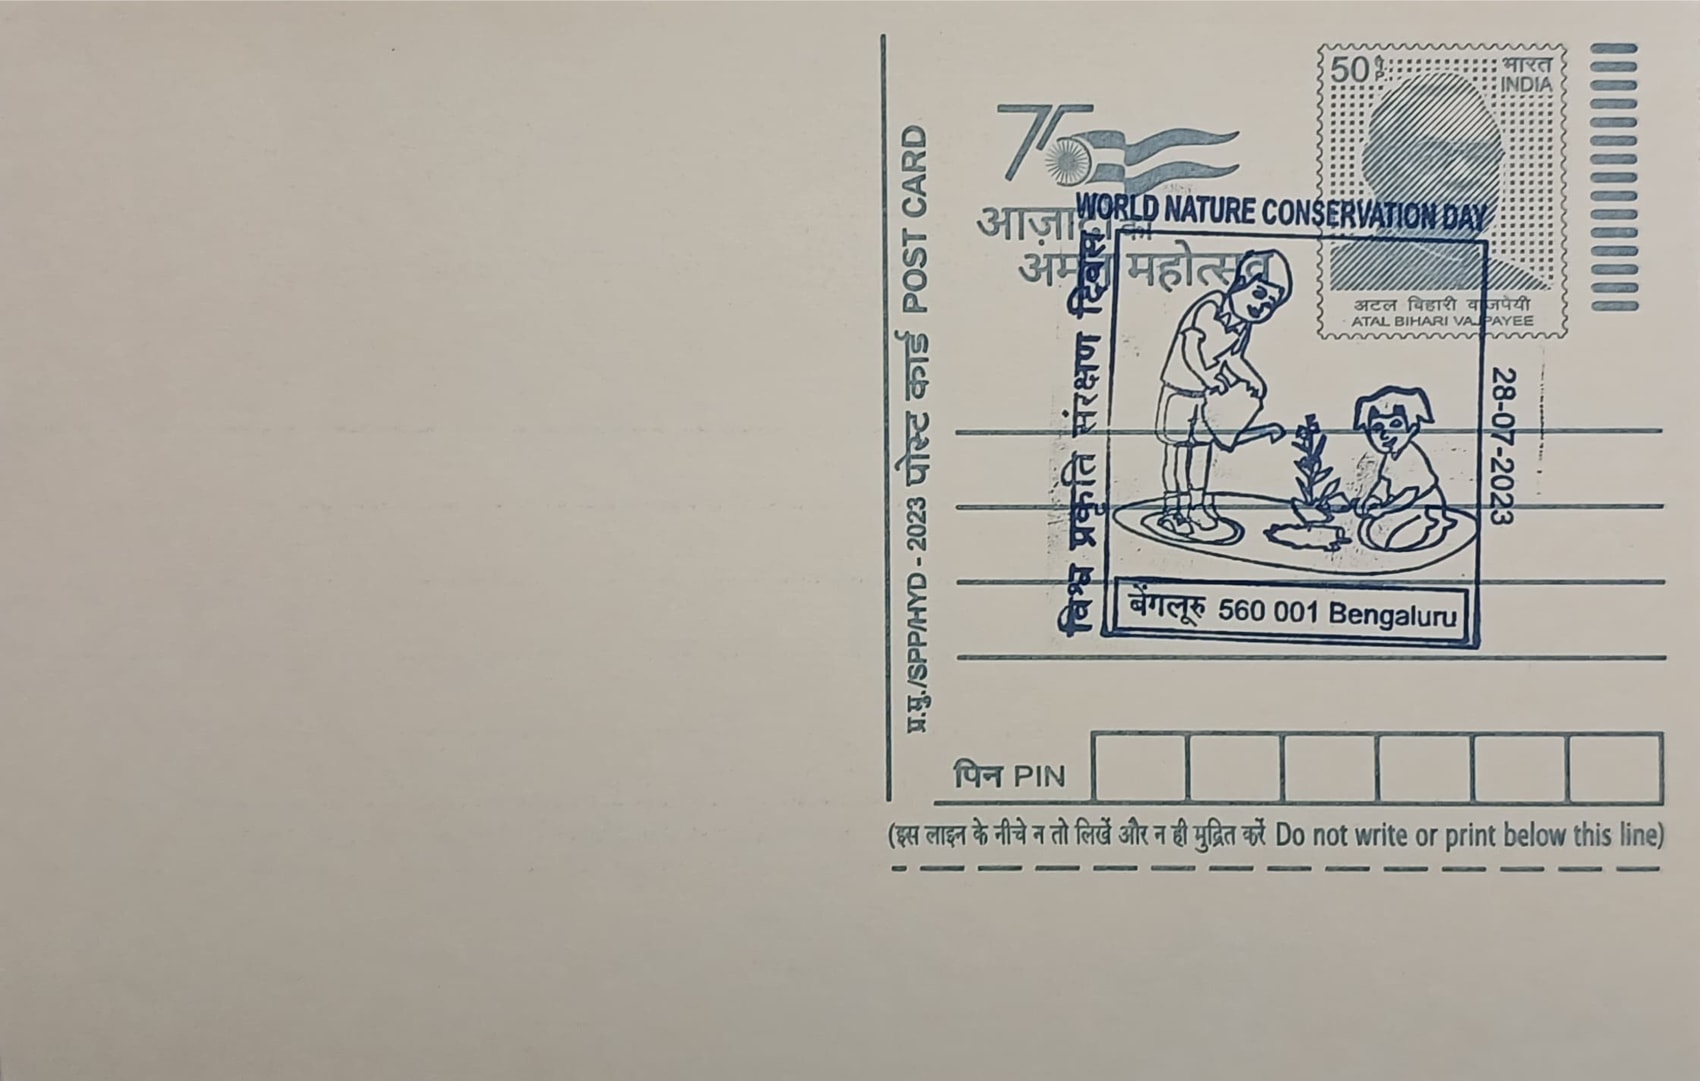 50 पै. P.
भारत
INDIA
अटल बिहारी वाजपेयी
ATAL BIHARI VAJPAYEE
75
आज़ादी का
अमृत महोत्सव
WORLD NATURE CONSERVATION DAY
विश्व प्रकृति संरक्षण दिवस
28-07-2023
बेंगलूरु 560 001 Bengaluru
प्र.मु./SPP/HYD - 2023 पोस्ट कार्ड POST CARD
पिन PIN
(इस लाइन के नीचे न तो लिखें और न ही मुद्रित करें Do not write or print below this line)